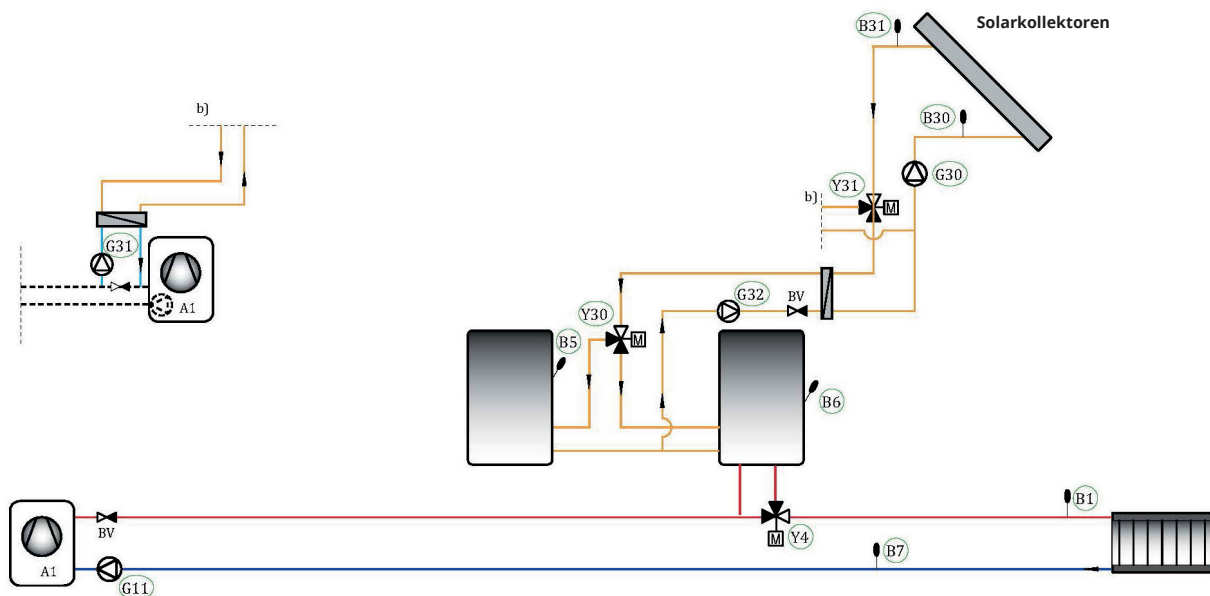 Solarkollektoren
B31
B30
b)
G30
Y31
b)
G31
A1
G32
BV
Y30
B5
B6
B1
BV
Y4
B7
A1
G11
M
M
M